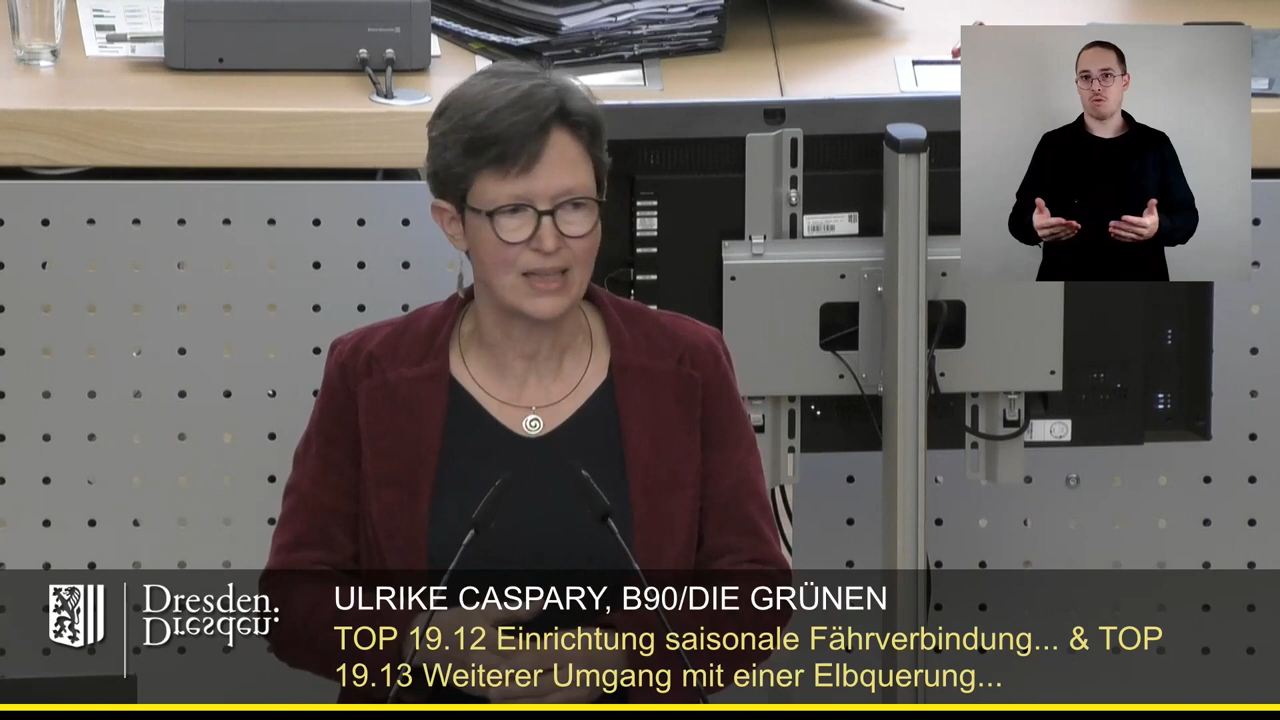 Dresden.
Dresden.
ULRIKE CASPARY, B90/DIE GRÜNEN
TOP 19.12 Einrichtung saisonale Fährverbindung... & TOP
19.13 Weiterer Umgang mit einer Elbquerung...